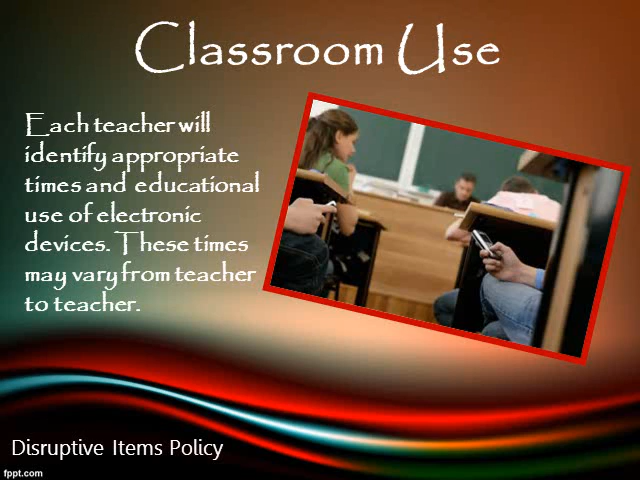 Classroom Use
Each teacher will
identify appropriate
times and educational
use of electronic
devices. These times
may vary from teacher
to teacher.
Disruptive Items Policy
fppt.com